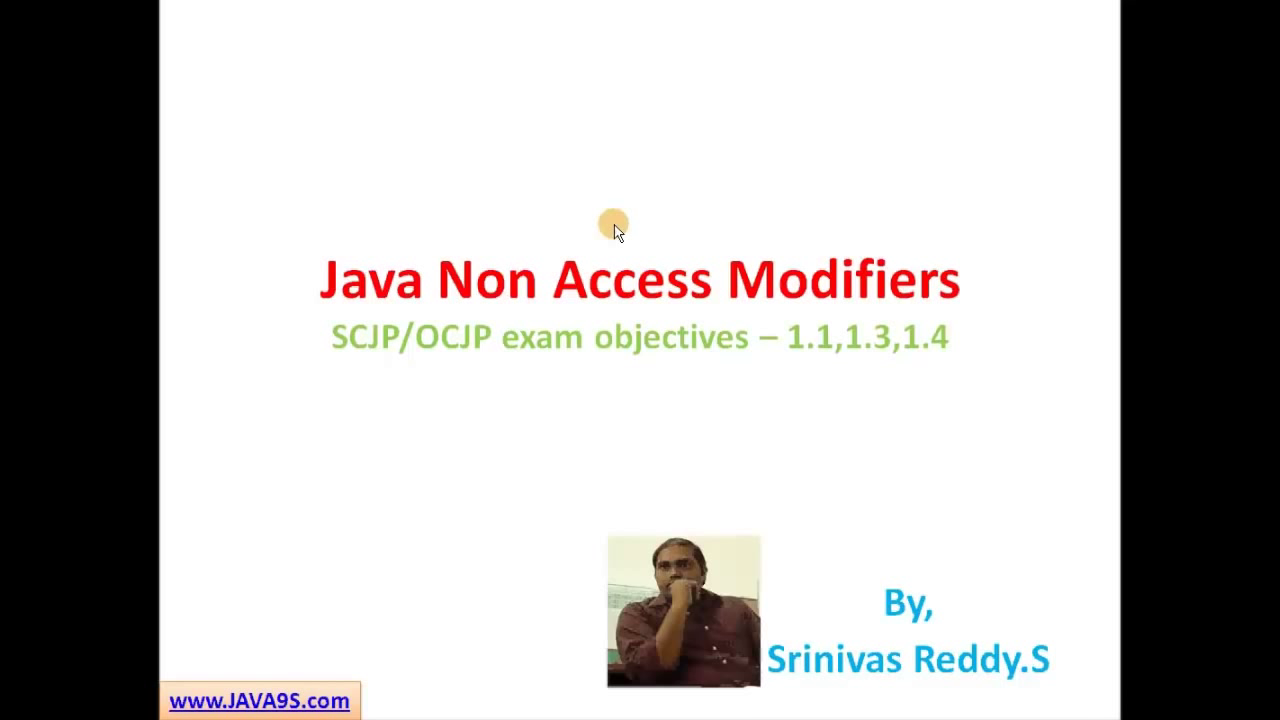 Java Non Access Modifiers
SCJP/OCJP exam objectives – 1.1,1.3,1.4
By,
Srinivas Reddy.S
www.JAVA9S.com